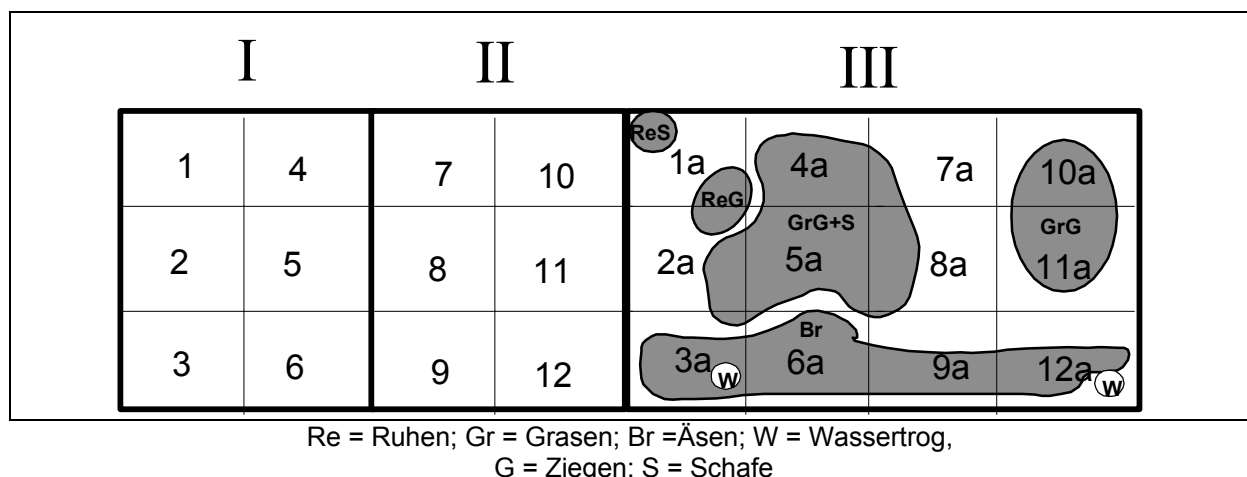 I II III
ReS
1 4 7 10 1a 4a 7a 10a
ReG
GrG+S GrG
2 5 8 11 2a 5a 8a 11a
Br
3 6 9 12 3a 6a 9a 12a
W W
Re = Ruhen; Gr = Grasen; Br =Äsen; W = Wassertrog,
G = Ziegen; S = Schafe